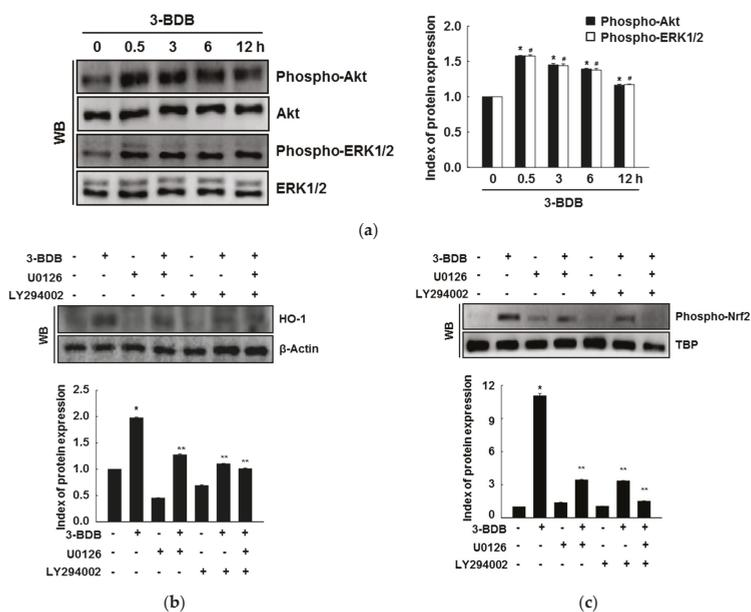 3-BDB
0 0.5 3 6 12 h
WB
Phospho-Akt
Akt
Phospho-ERK1/2
ERK1/2
Index of protein expression
2.0
1.5
1.0
0.5
0.0
Phospho-Akt
Phospho-ERK1/2
* # * # * # * #
0 0.5 3 6 12 h
3-BDB
(a)
3-BDB - + - + - + +
U0126 - - + + - - +
LY294002 - - - - + + +
WB
HO-1
β-Actin
Index of protein expression
2.5
2.0
1.5
1.0
0.5
0.0
* ** ** **
3-BDB - + - + - + +
U0126 - - + + - - +
LY294002 - - - - + + +
(b)
3-BDB - + - + - + +
U0126 - - + + - - +
LY294002 - - - - + + +
WB
Phospho-Nrf2
TBP
Index of protein expression
12
9
6
3
0
* ** ** **
3-BDB - + - + - + +
U0126 - - + + - - +
LY294002 - - - - + + +
(c)